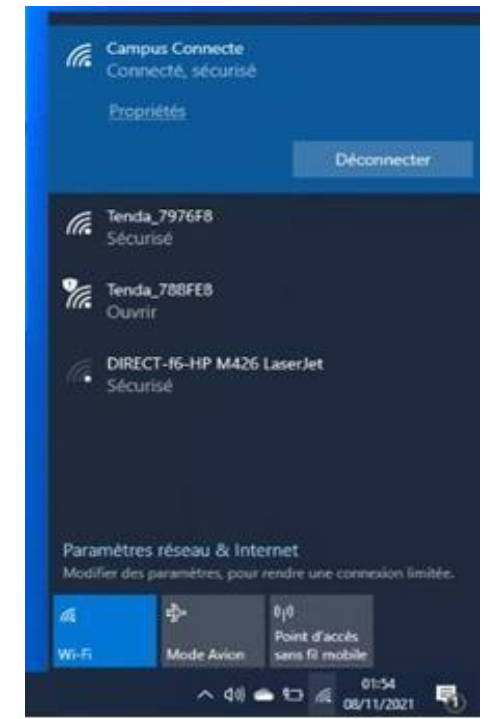 Campus Connecte
Connecté, sécurisé
Propriétés
Déconnecter
Tenda_7976F8
Sécurisé
Tenda_78BFE8
Ouvrir
DIRECT-f6-HP M426 LaserJet
Sécurisé
Paramètres réseau & Internet
Modifier des paramètres, pour rendre une connexion limitée.
Wi-Fi
Mode Avion
Point d'accès
sans fil mobile
01:54
08/11/2021
1